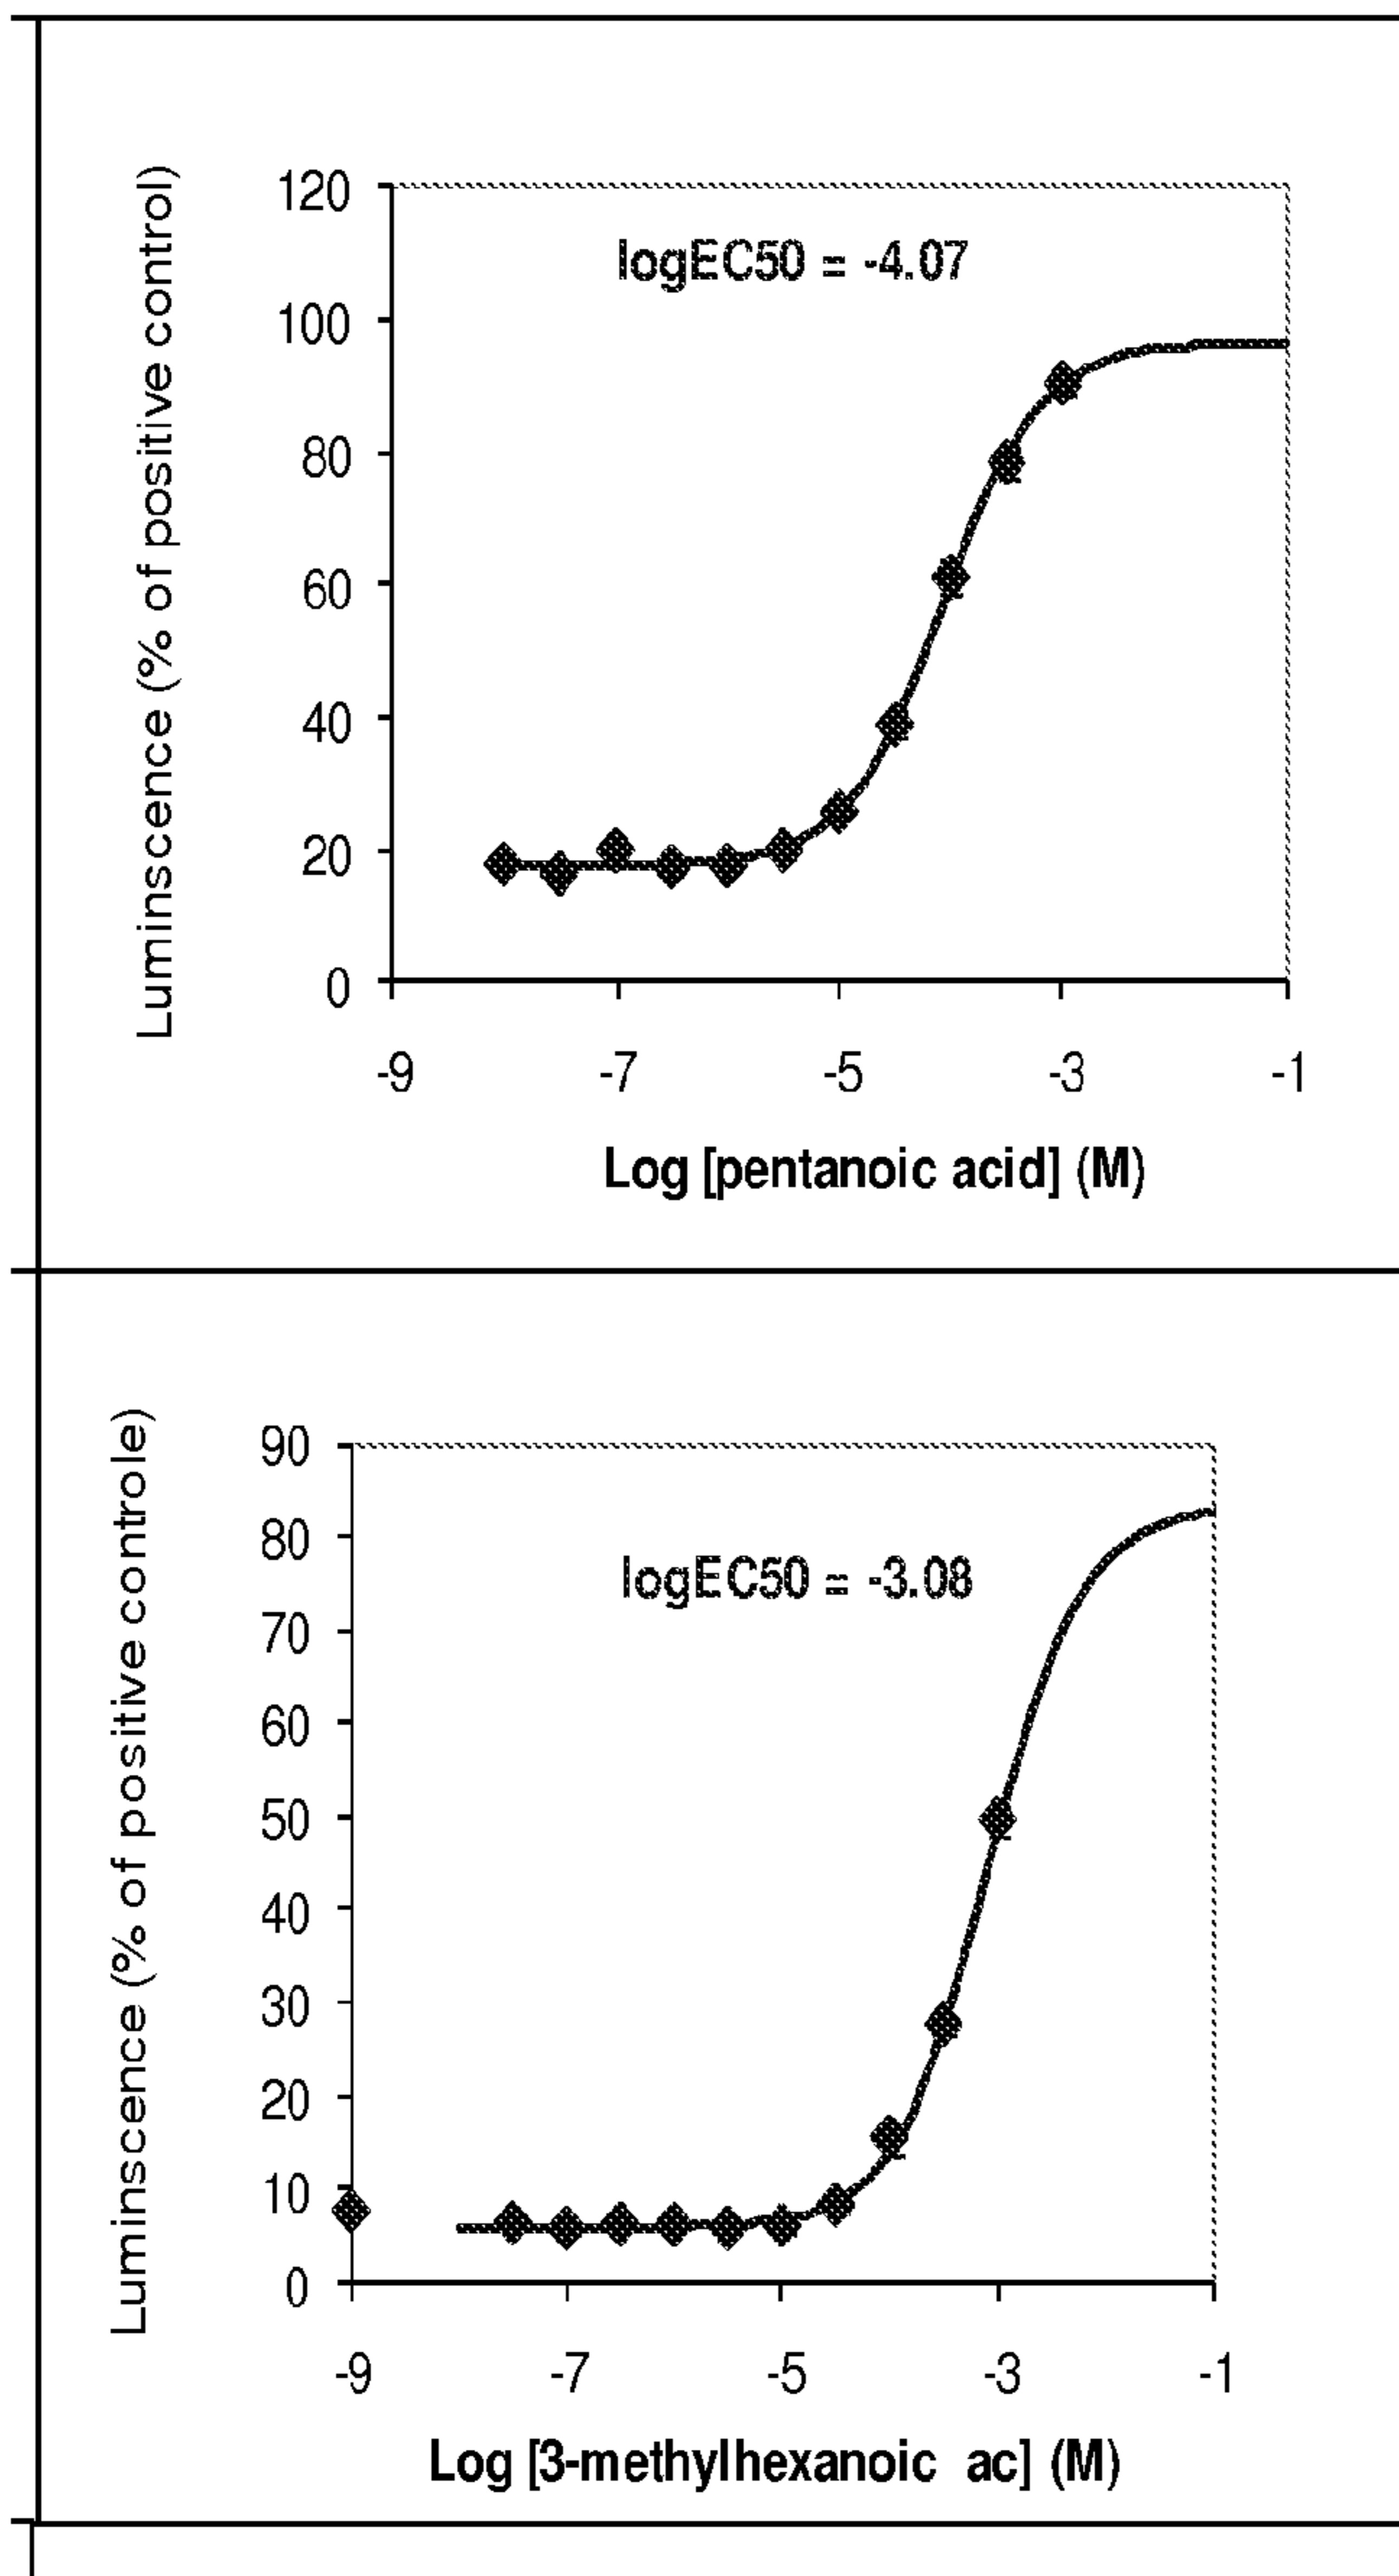 Luminscence (% of positive control)
120
100
80
60
40
20
0
logEC50 = -4.07
-9 -7 -5 -3 -1
Log [pentanoic acid] (M)
Luminscence (% of positive controle)
90
80
70
60
50
40
30
20
10
0
logEC50 = -3.08
-9 -7 -5 -3 -1
Log [3-methylhexanoic ac] (M)